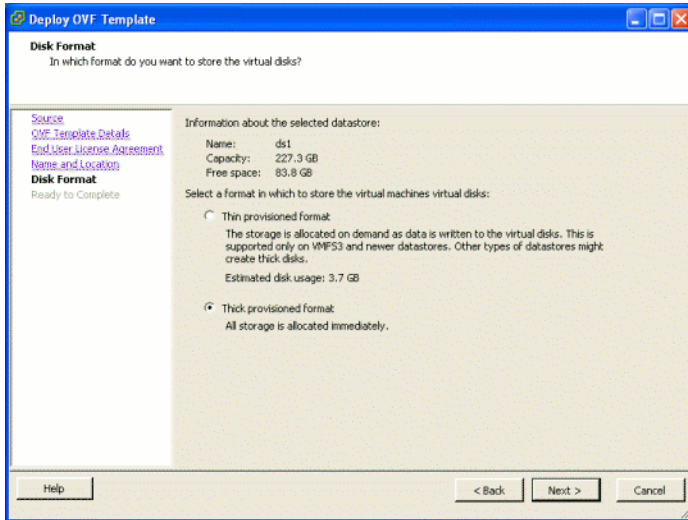 Deploy OVF Template
Disk Format
In which format do you want to store the virtual disks?
Source
OVF Template Details
End User License Agreement
Name and Location
Disk Format
Ready to Complete
Information about the selected datastore:
Name: ds1
Capacity: 227.3 GB
Free space: 83.8 GB
Select a format in which to store the virtual machines virtual disks:
Thin provisioned format
The storage is allocated on demand as data is written to the virtual disks. This is
supported only on VMFS3 and newer datastores. Other types of datastores might
create thick disks.
Estimated disk usage: 3.7 GB
Thick provisioned format
All storage is allocated immediately.
Help
< Back
Next >
Cancel